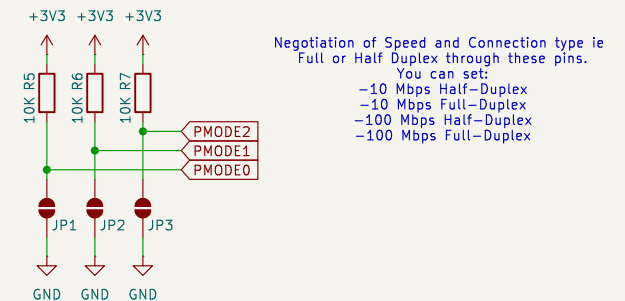 +3V3 +3V3 +3V3
10K R5 10K R6 10K R7
PMODE2
PMODE1
PMODE0
JP1 JP2 JP3
GND GND GND
Negotiation of Speed and Connection type ie
Full or Half Duplex through these pins.
You can set:
-10 Mbps Half-Duplex
-10 Mbps Full-Duplex
-100 Mbps Half-Duplex
-100 Mbps Full-Duplex